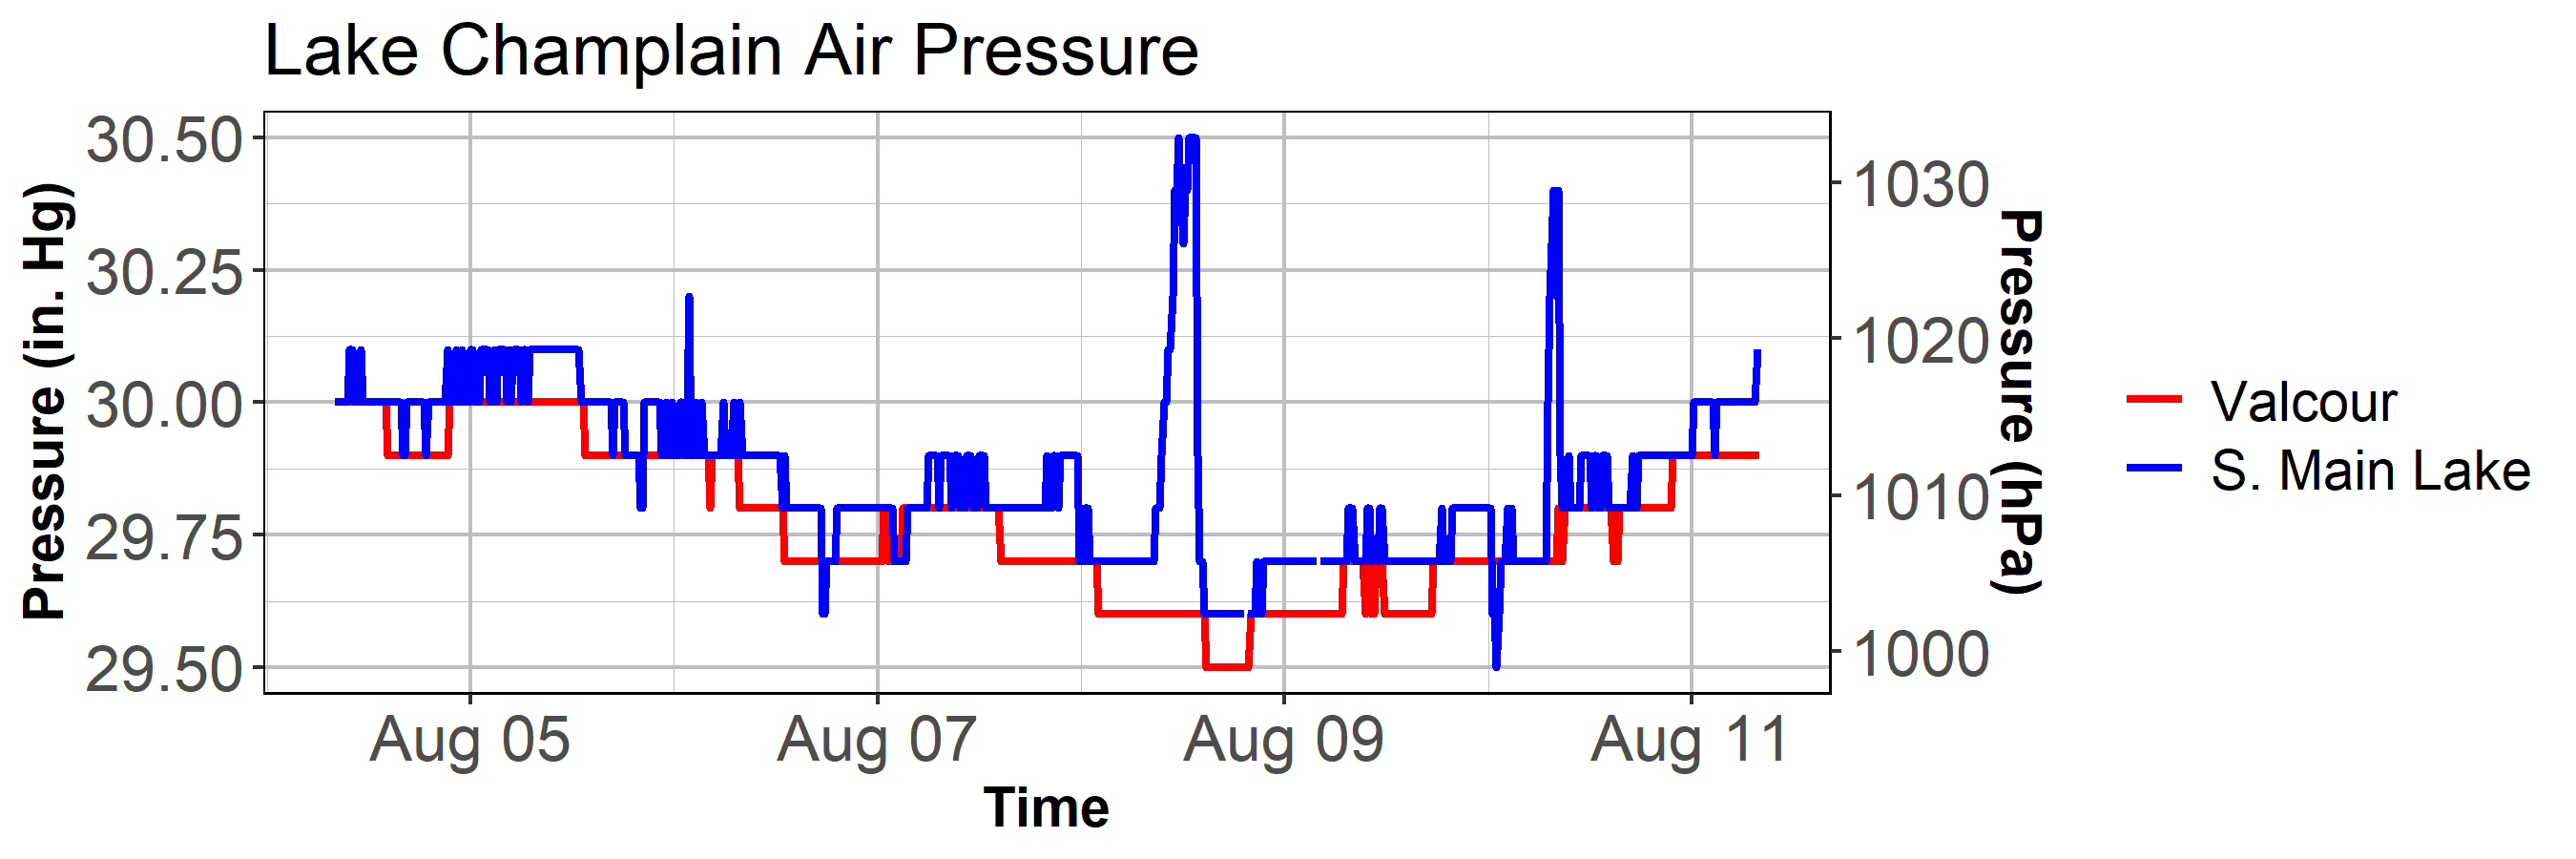 Lake Champlain Air Pressure
Pressure (in. Hg)
30.50
30.25
30.00
29.75
29.50
1030
1020
1010
1000
Pressure (hPa)
Valcour
S. Main Lake
Aug 05
Aug 07
Aug 09
Aug 11
Time